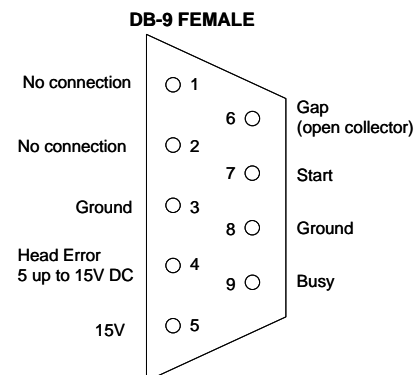 DB-9 FEMALE
No connection
1
No connection
2
Ground
3
Head Error
5 up to 15V DC
4
15V
5
6
Gap
(open collector)
7
Start
8
Ground
9
Busy